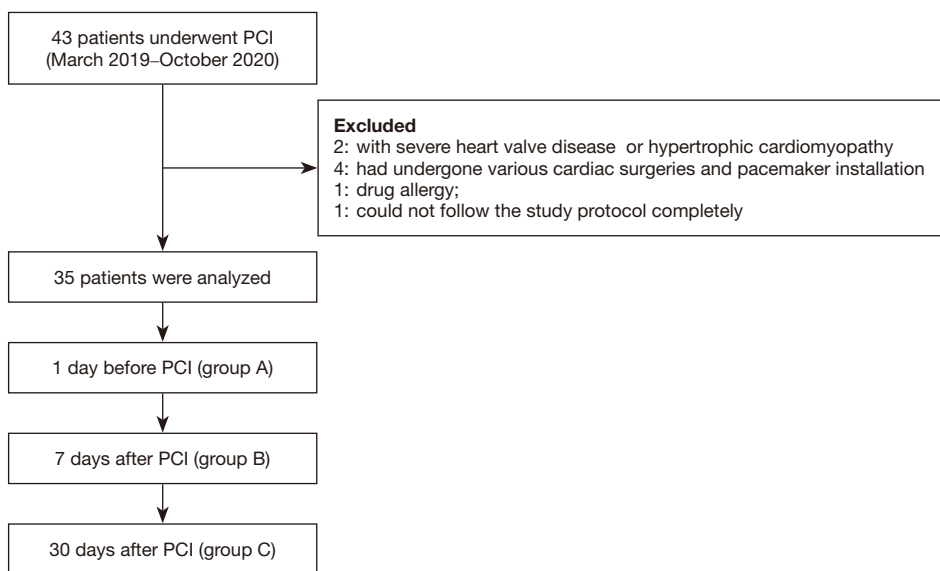 43 patients underwent PCI
(March 2019–October 2020)
Excluded
2: with severe heart valve disease or hypertrophic cardiomyopathy
4: had undergone various cardiac surgeries and pacemaker installation
1: drug allergy;
1: could not follow the study protocol completely
35 patients were analyzed
1 day before PCI (group A)
7 days after PCI (group B)
30 days after PCI (group C)